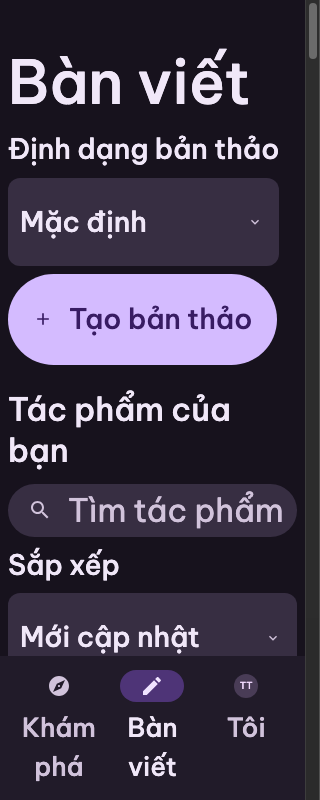 Bàn viết
Định dạng bản thảo
Mặc định
Tạo bản thảo
Tác phẩm của
bạn
Tìm tác phẩm
Sắp xếp
Mới cập nhật
Khám
phá
Bàn
viết
TT
Tôi